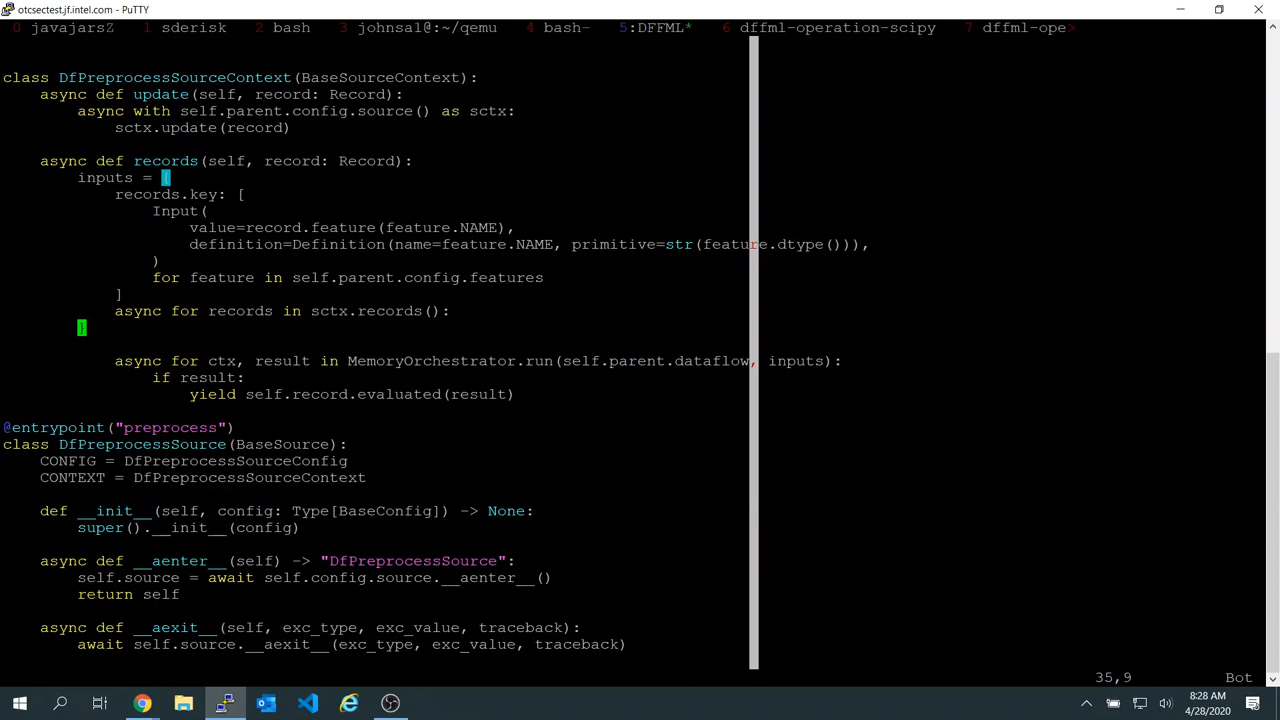 otcsectest.jf.intel.com - PuTTY
0 javajarsZ 1 sderisk 2 bash 3 johnsa1@:~/qemu 4 bash- 5:DFFML* 6 dffml-operation-scipy 7 dffml-ope>
class DfPreprocessSourceContext(BaseSourceContext):
    async def update(self, record: Record):
        async with self.parent.config.source() as sctx:
            sctx.update(record)
    async def records(self, record: Record):
        inputs = {
            records.key: [
                Input(
                    value=record.feature(feature.NAME),
                    definition=Definition(name=feature.NAME, primitive=str(feature.dtype())),
                )
                for feature in self.parent.config.features
            ]
            async for records in sctx.records():
        }
            async for ctx, result in MemoryOrchestrator.run(self.parent.dataflow, inputs):
                if result:
                    yield self.record.evaluated(result)
@entrypoint("preprocess")
class DfPreprocessSource(BaseSource):
    CONFIG = DfPreprocessSourceConfig
    CONTEXT = DfPreprocessSourceContext
    def __init__(self, config: Type[BaseConfig]) -> None:
        super().__init__(config)
    async def __aenter__(self) -> "DfPreprocessSource":
        self.source = await self.config.source.__aenter__()
        return self
    async def __aexit__(self, exc_type, exc_value, traceback):
        await self.source.__aexit__(exc_type, exc_value, traceback)
35,9 Bot
8:28 AM
4/28/2020